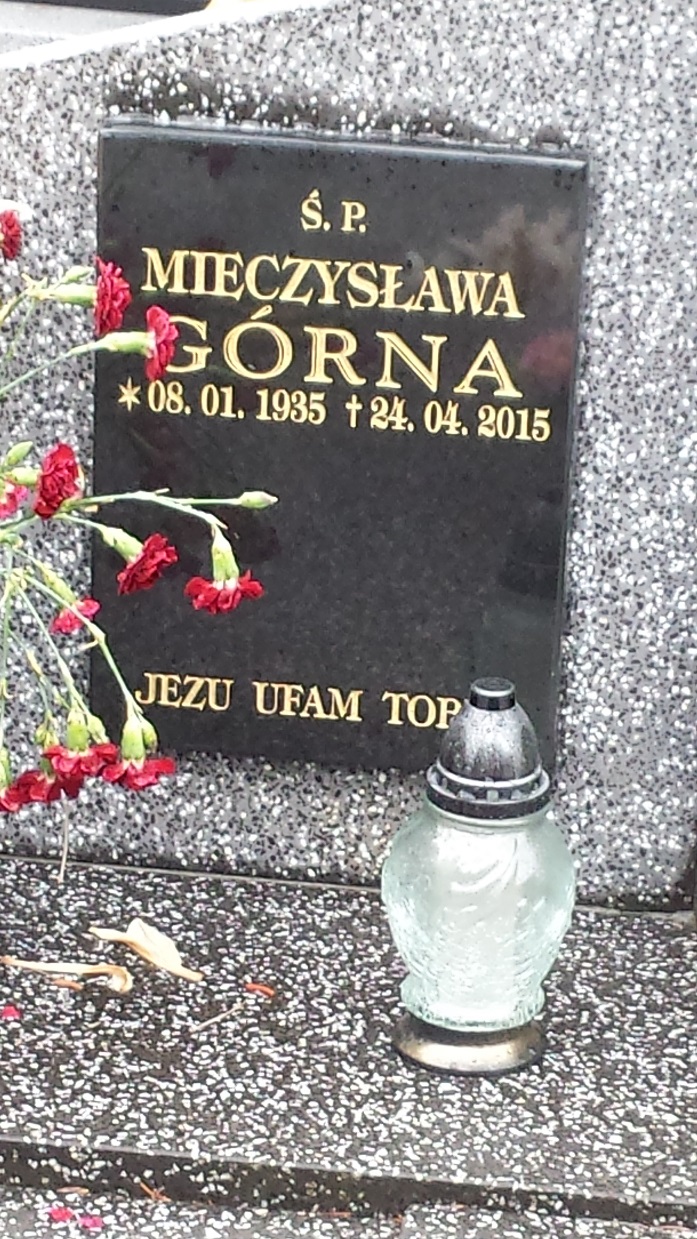 Ś. P.
MIECZYSŁAWA
GÓRNA
* 08. 01. 1935 † 24. 04. 2015
JEZU UFAM